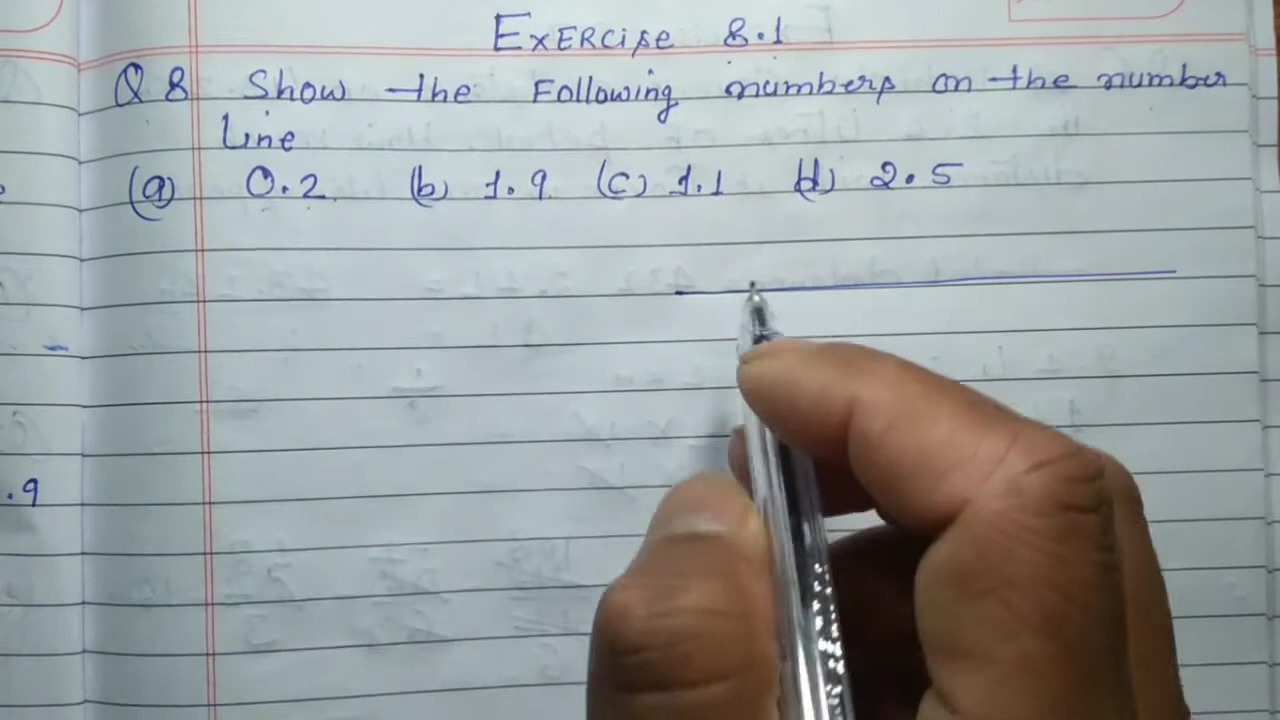 Exercise 8.1
Q 8 Show the Following numbers on the number
line
(a) 0.2 (b) 1.9 (c) 1.1 (d) 2.5
.9